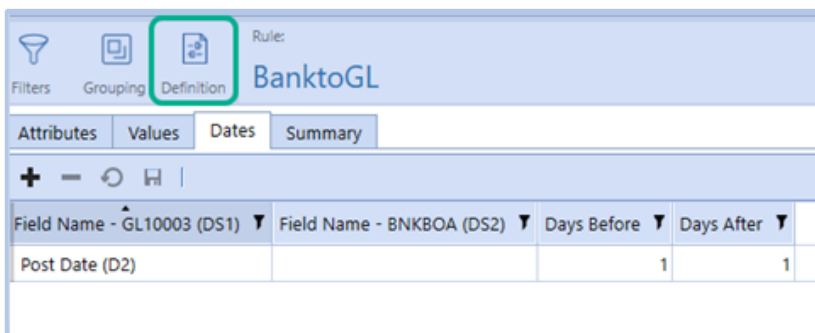 Rule:
Filters Grouping Definition BanktoGL
Attributes Values Dates Summary
Field Name - GL10003 (DS1) Field Name - BNKBOA (DS2) Days Before Days After
Post Date (D2) 1 1